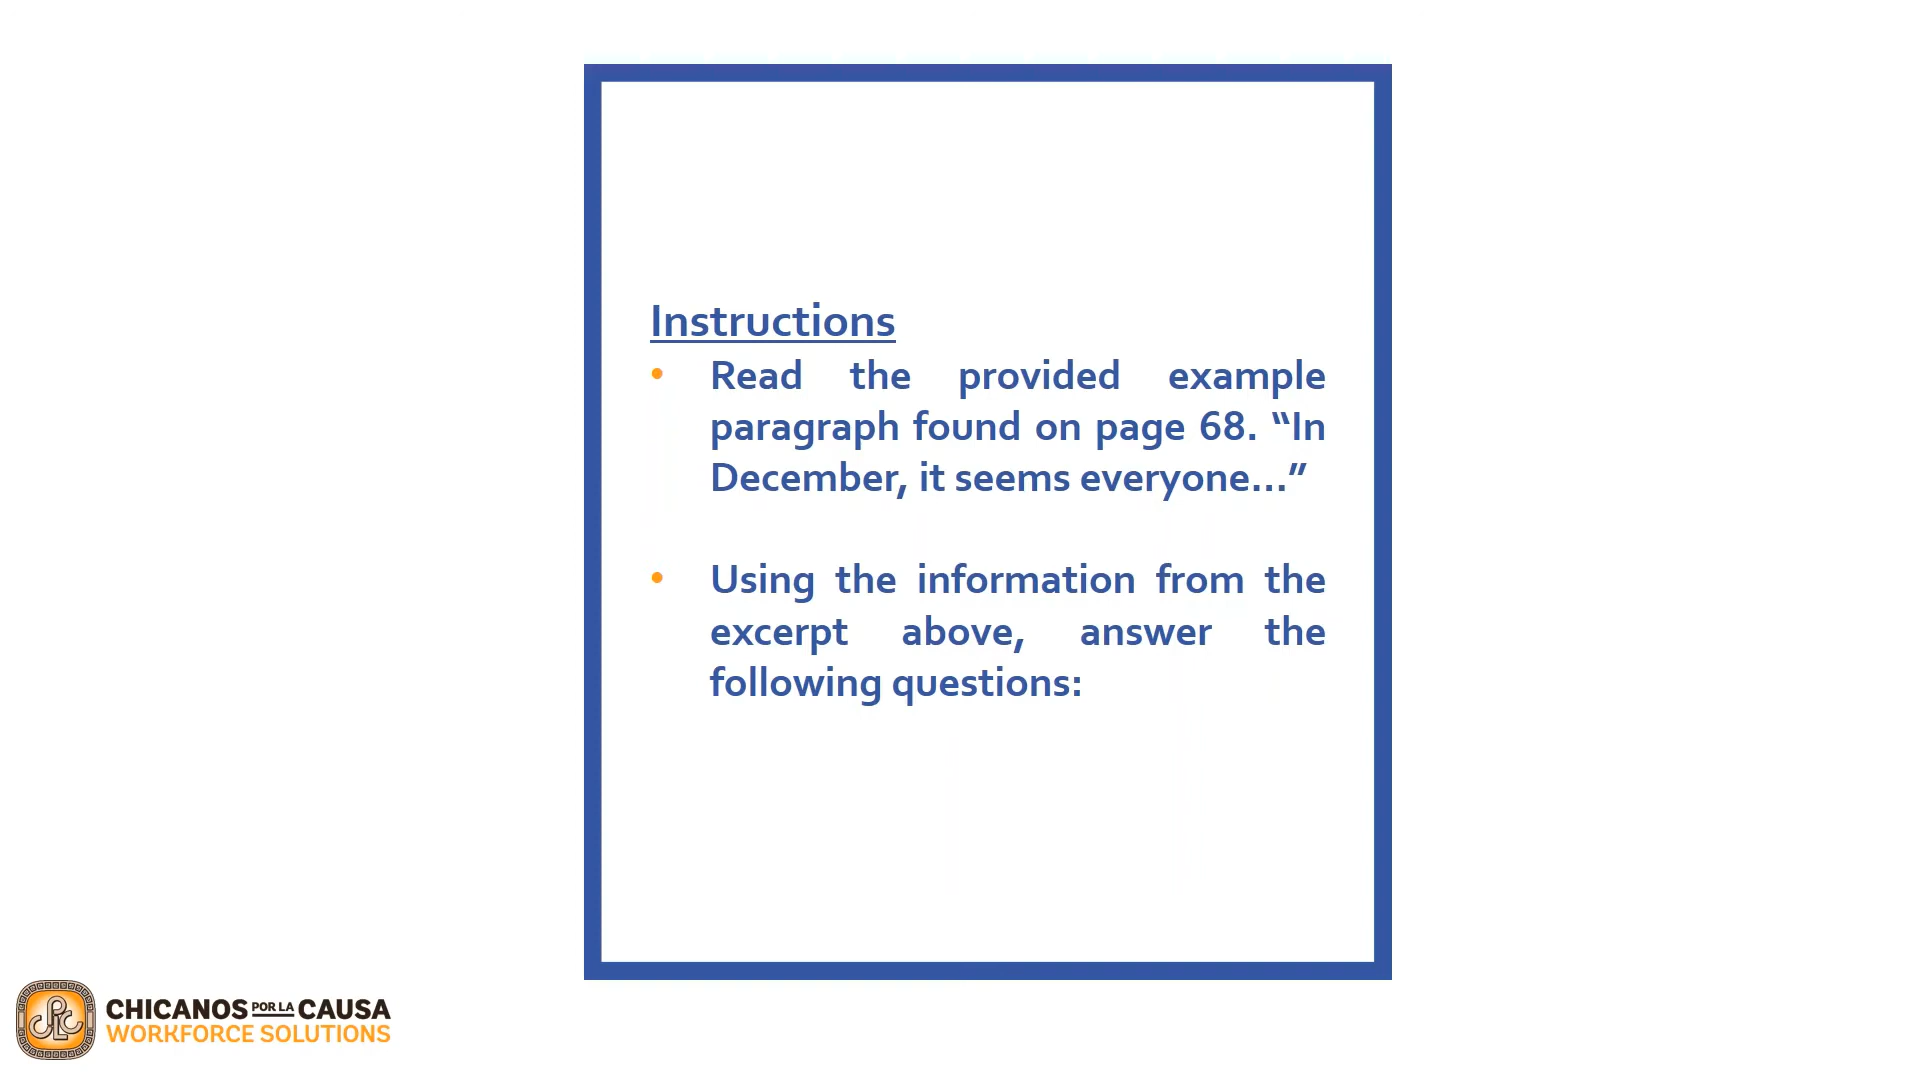 Instructions
• Read the provided example
paragraph found on page 68. “In
December, it seems everyone...”
• Using the information from the
excerpt above, answer the
following questions:
CHICANOS POR LA CAUSA
WORKFORCE SOLUTIONS